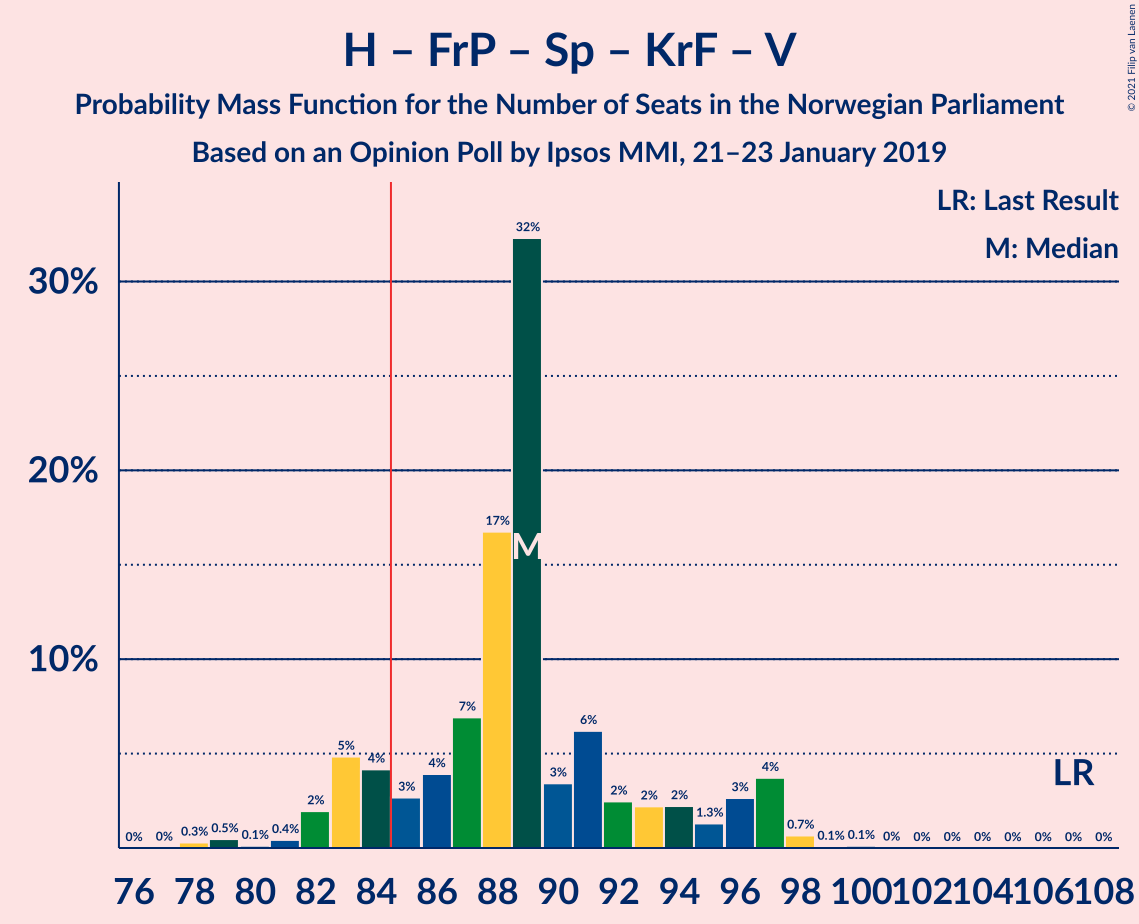 H – FrP – Sp – KrF – V
Probability Mass Function for the Number of Seats in the Norwegian Parliament
Based on an Opinion Poll by Ipsos MMI, 21–23 January 2019
© 2021 Filip van Laenen
LR: Last Result
M: Median
30%
20%
10%
0% 0% 0.3% 0.5% 0.1% 0.4% 2% 5% 4% 3% 4% 7% 17% 32% 3% 6% 2% 2% 2% 1.3% 3% 4% 0.7% 0.1% 0.1% 0% 0% 0% 0% 0% 0% 0% 0%
M
LR
76 78 80 82 84 86 88 90 92 94 96 98 100 102 104 106 108